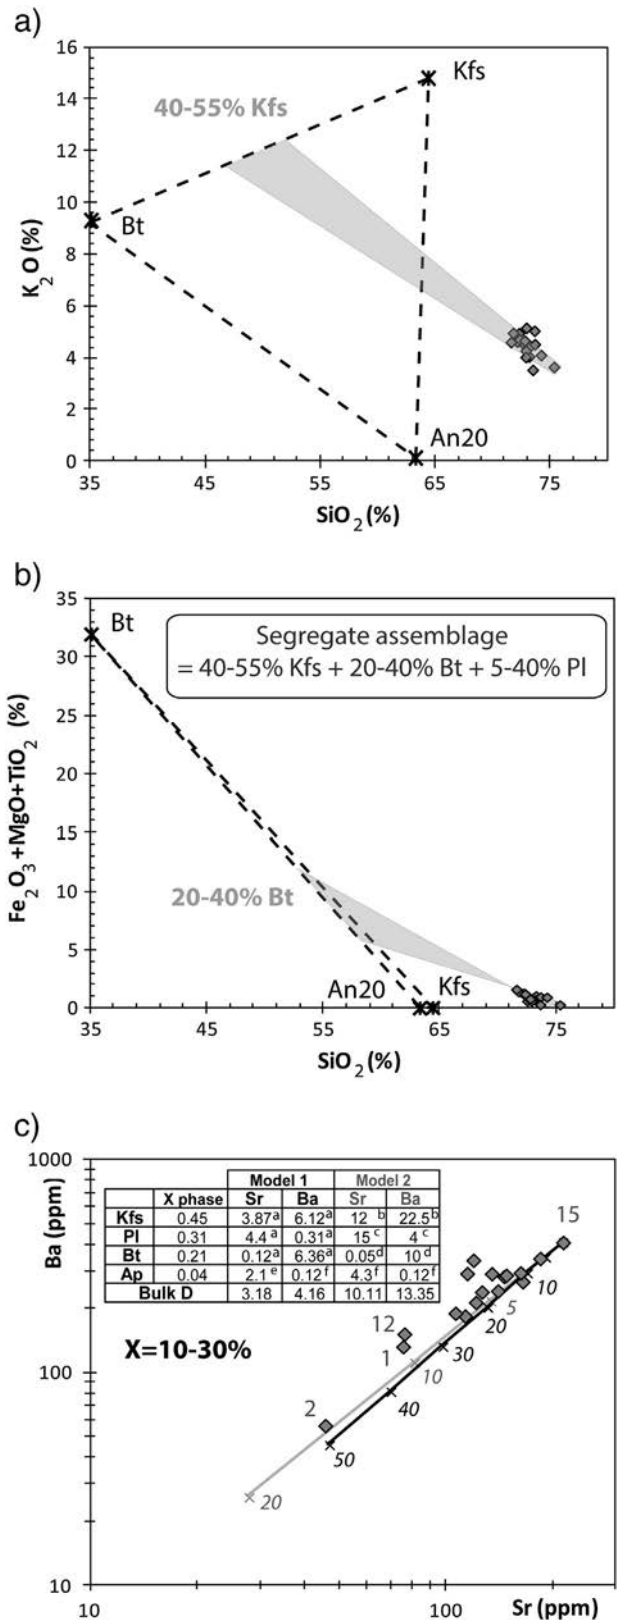 a)
16
14
12
10
8
6
4
2
0
K2O (%)
Kfs
40-55% Kfs
Bt
An20
35 45 55 65 75
SiO2 (%)
b)
35
30
25
20
15
10
5
0
Fe2O3+MgO+TiO2 (%)
Bt
Segregate assemblage
= 40-55% Kfs + 20-40% Bt + 5-40% Pl
20-40% Bt
An20 Kfs
35 45 55 65 75
SiO2 (%)
c)
1000
100
10
Ba (ppm)
Model 1 Model 2
X phase Sr Ba Sr Ba
Kfs 0.45 3.87a 6.12a 12 b 22.5b
Pl 0.31 4.4 a 0.31a 15 c 4 c
Bt 0.21 0.12a 6.36a 0.05d 10 d
Ap 0.04 2.1 e 0.12f 4.3f 0.12f
Bulk D 3.18 4.16 10.11 13.35
15
10
5
20
12
X=10-30%
1
30
10
2
40
50
20
10 100 Sr (ppm)